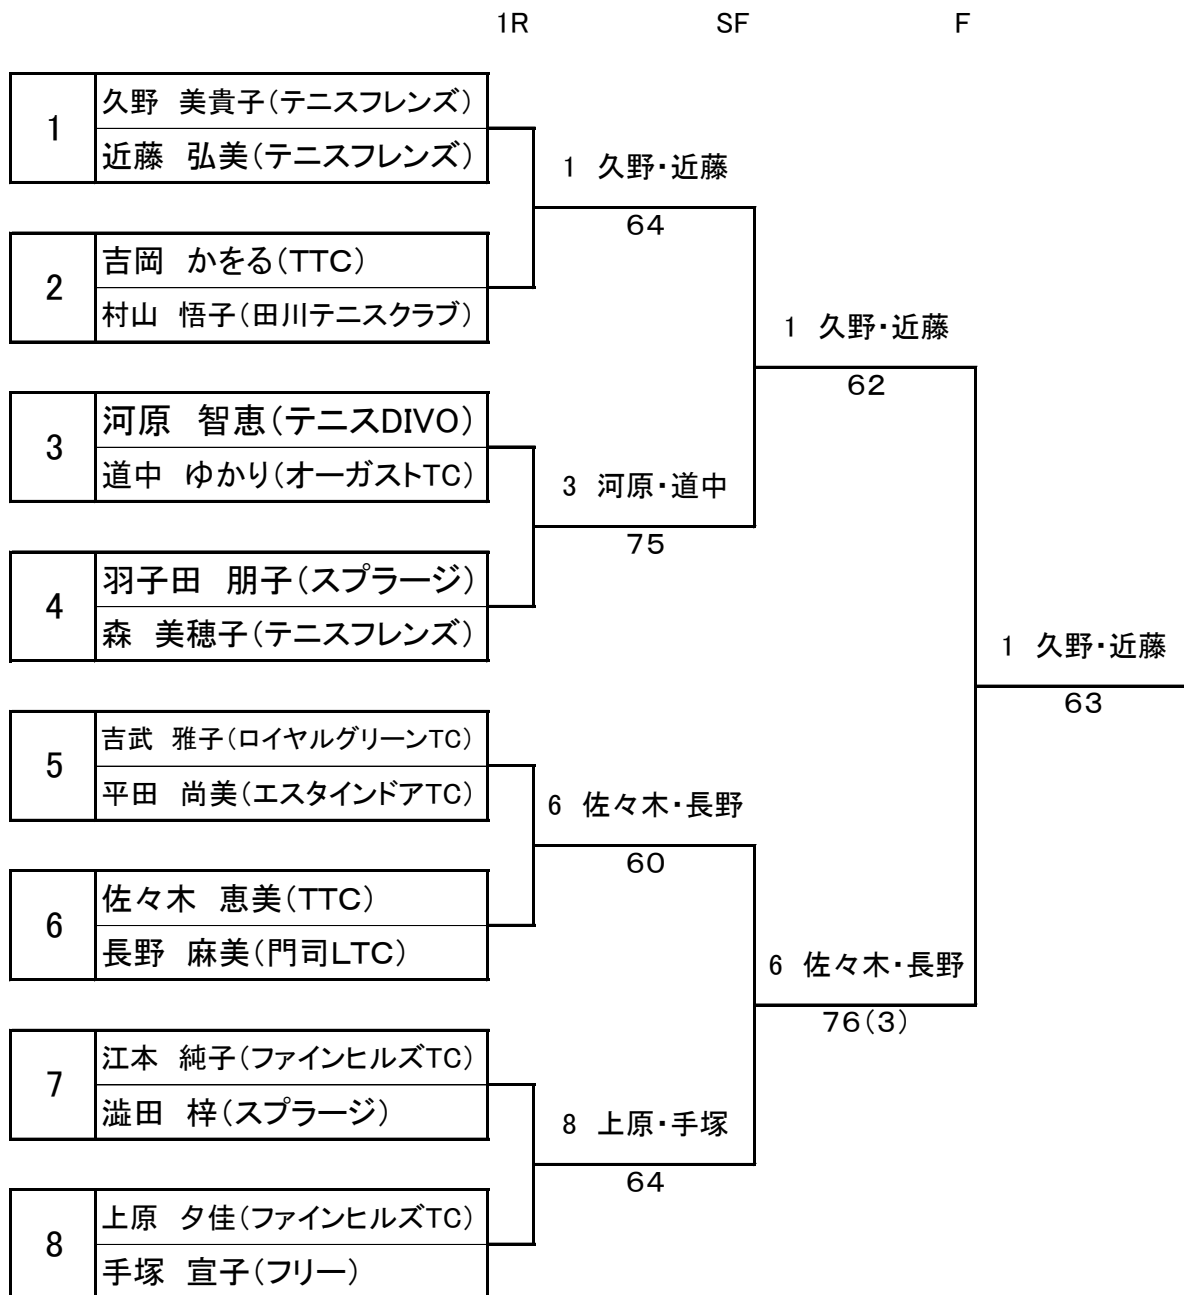 1R SF F
1
久野 美貴子(テニスフレンズ)
近藤 弘美(テニスフレンズ)
1 久野・近藤
64
2
吉岡 かをる(TTC)
村山 悟子(田川テニスクラブ)
1 久野・近藤
62
3
河原 智恵(テニスDIVO)
道中 ゆかり(オーガストTC)
3 河原・道中
75
4
羽子田 朋子(スプラージ)
森 美穂子(テニスフレンズ)
1 久野・近藤
63
5
吉武 雅子(ロイヤルグリーンTC)
平田 尚美(エスタインドアTC)
6 佐々木・長野
60
6
佐々木 恵美(TTC)
長野 麻美(門司LTC)
6 佐々木・長野
76(3)
7
江本 純子(ファインヒルズTC)
澁田 梓(スプラージ)
8 上原・手塚
64
8
上原 夕佳(ファインヒルズTC)
手塚 宣子(フリー)